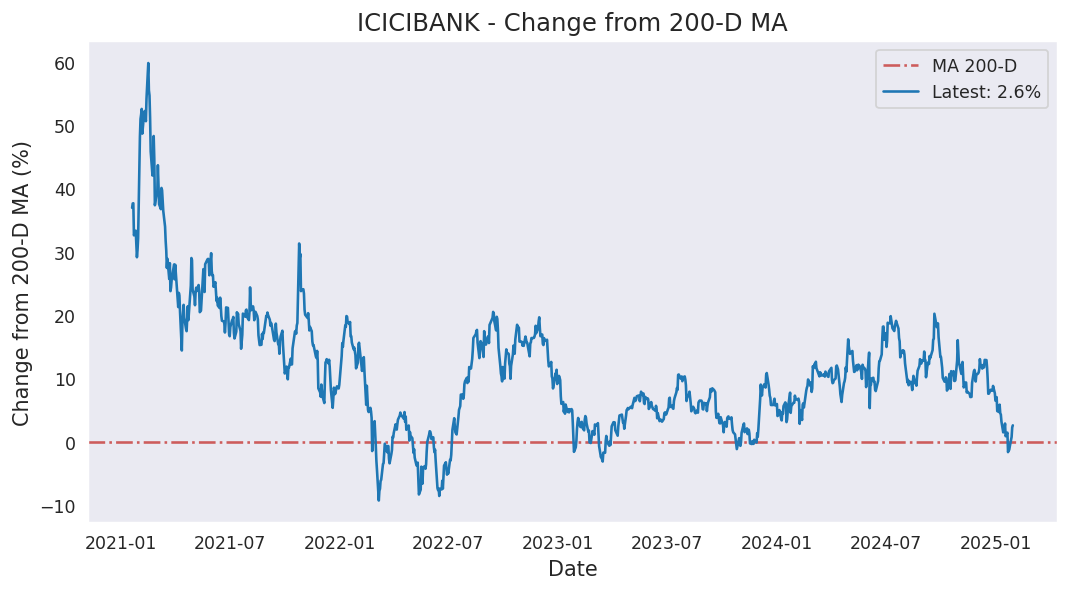 ICICIBANK - Change from 200-D MA
MA 200-D
Latest: 2.6%
Change from 200-D MA (%)
60
50
40
30
20
10
0
−10
2021-01 2021-07 2022-01 2022-07 2023-01 2023-07 2024-01 2024-07 2025-01
Date